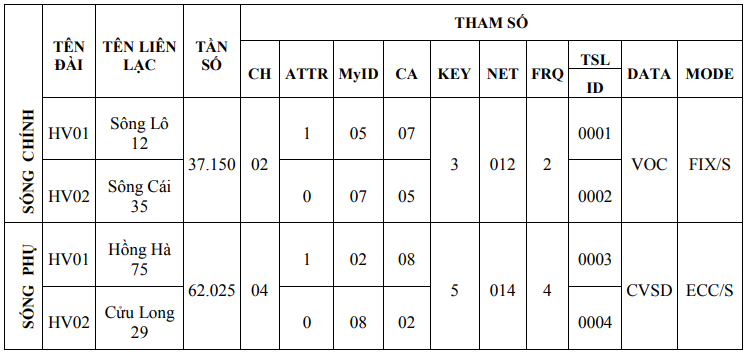 THAM SỐ
TÊN ĐÀI
TÊN LIÊN LẠC
TẦN SỐ
CH ATTR MyID CA KEY NET FRQ TSL ID DATA MODE
SÓNG CHÍNH
HV01 Sông Lô 12 37.150 02 1 05 07 3 012 2 0001 VOC FIX/S
HV02 Sông Cái 35 0 07 05 0002
SÓNG PHỤ
HV01 Hồng Hà 75 62.025 04 1 02 08 5 014 4 0003 CVSD ECC/S
HV02 Cửu Long 29 0 08 02 0004